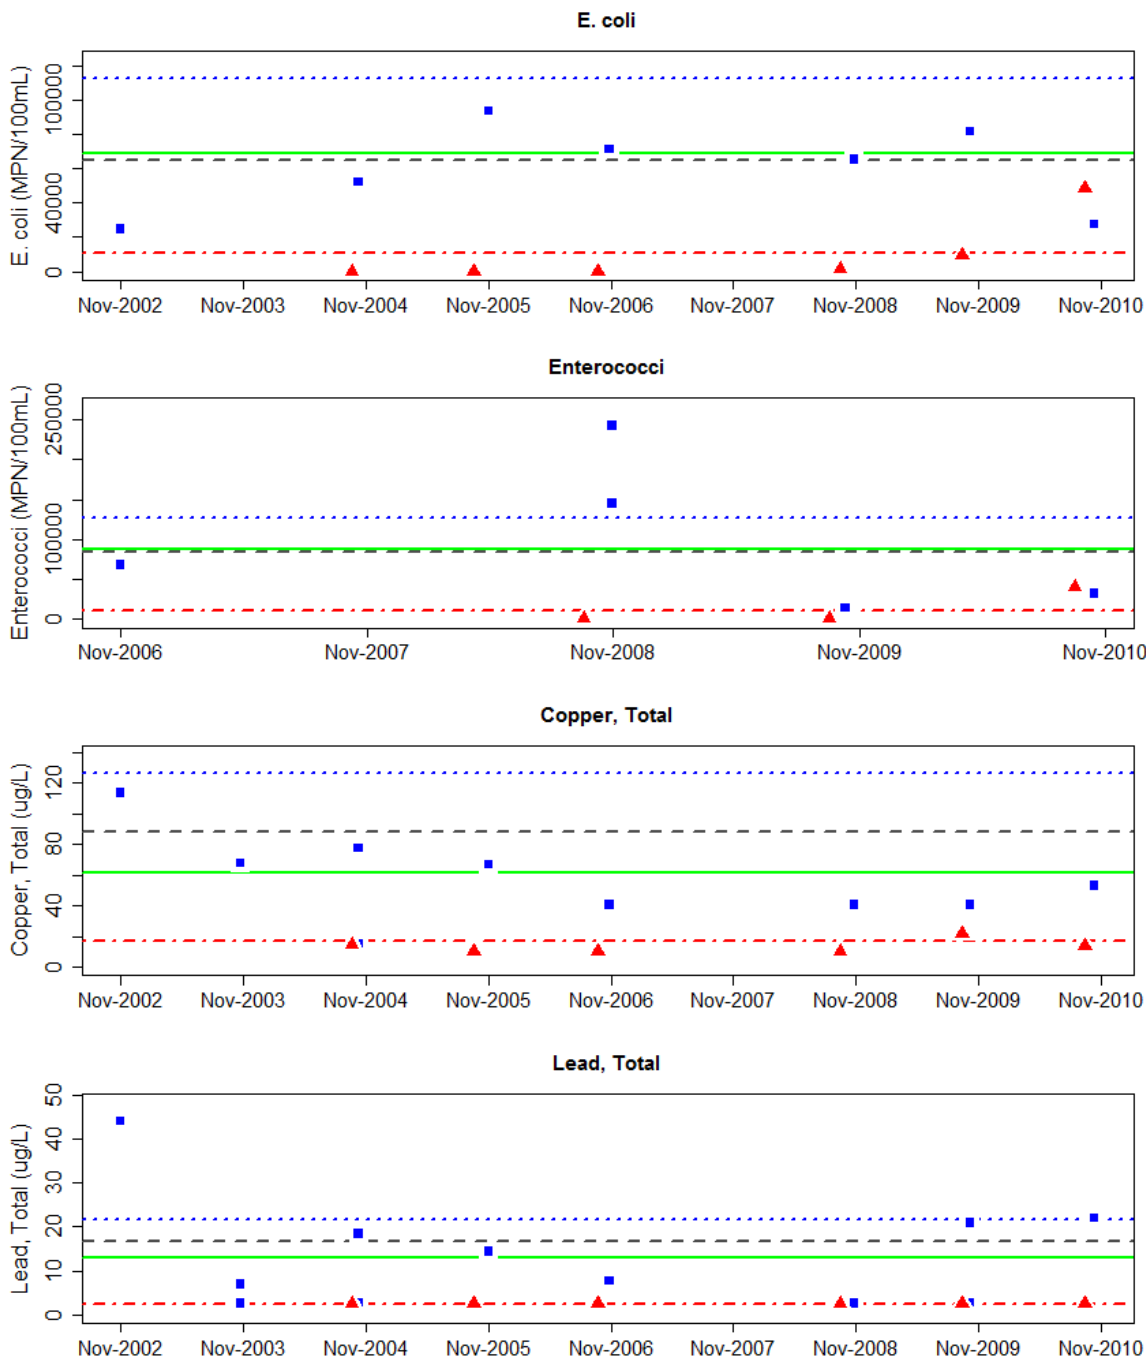 E. coli
E. coli (MPN/100mL)
100000
40000
0
Nov-2002 Nov-2003 Nov-2004 Nov-2005 Nov-2006 Nov-2007 Nov-2008 Nov-2009 Nov-2010
Enterococci
Enterococci (MPN/100mL)
250000
100000
0
Nov-2006 Nov-2007 Nov-2008 Nov-2009 Nov-2010
Copper, Total
Copper, Total (ug/L)
120
80
40
0
Nov-2002 Nov-2003 Nov-2004 Nov-2005 Nov-2006 Nov-2007 Nov-2008 Nov-2009 Nov-2010
Lead, Total
Lead, Total (ug/L)
50
40
30
20
10
0
Nov-2002 Nov-2003 Nov-2004 Nov-2005 Nov-2006 Nov-2007 Nov-2008 Nov-2009 Nov-2010